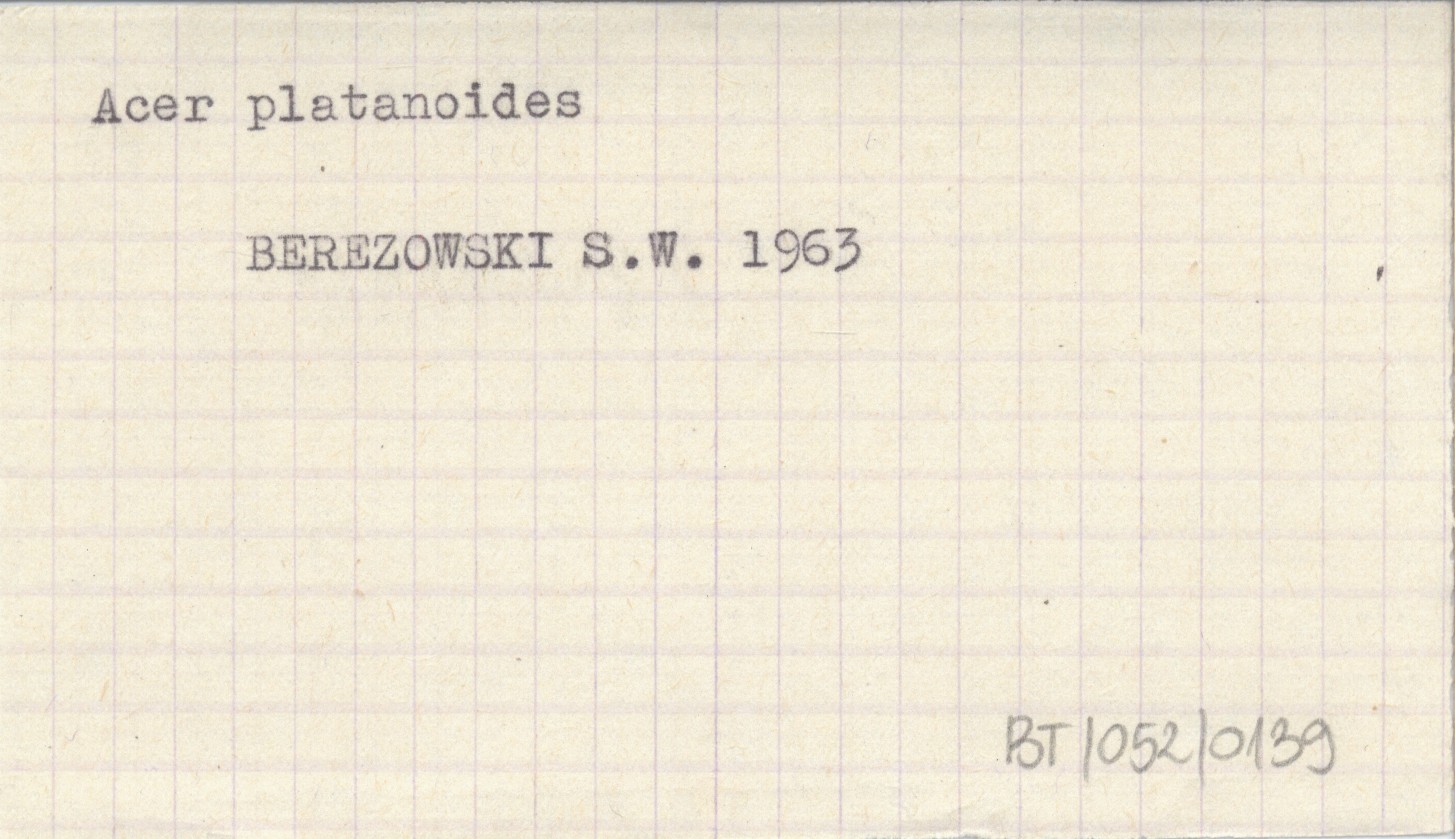 Acer platanoides
BEREZOWSKI S.W. 1963
BT/052/0139